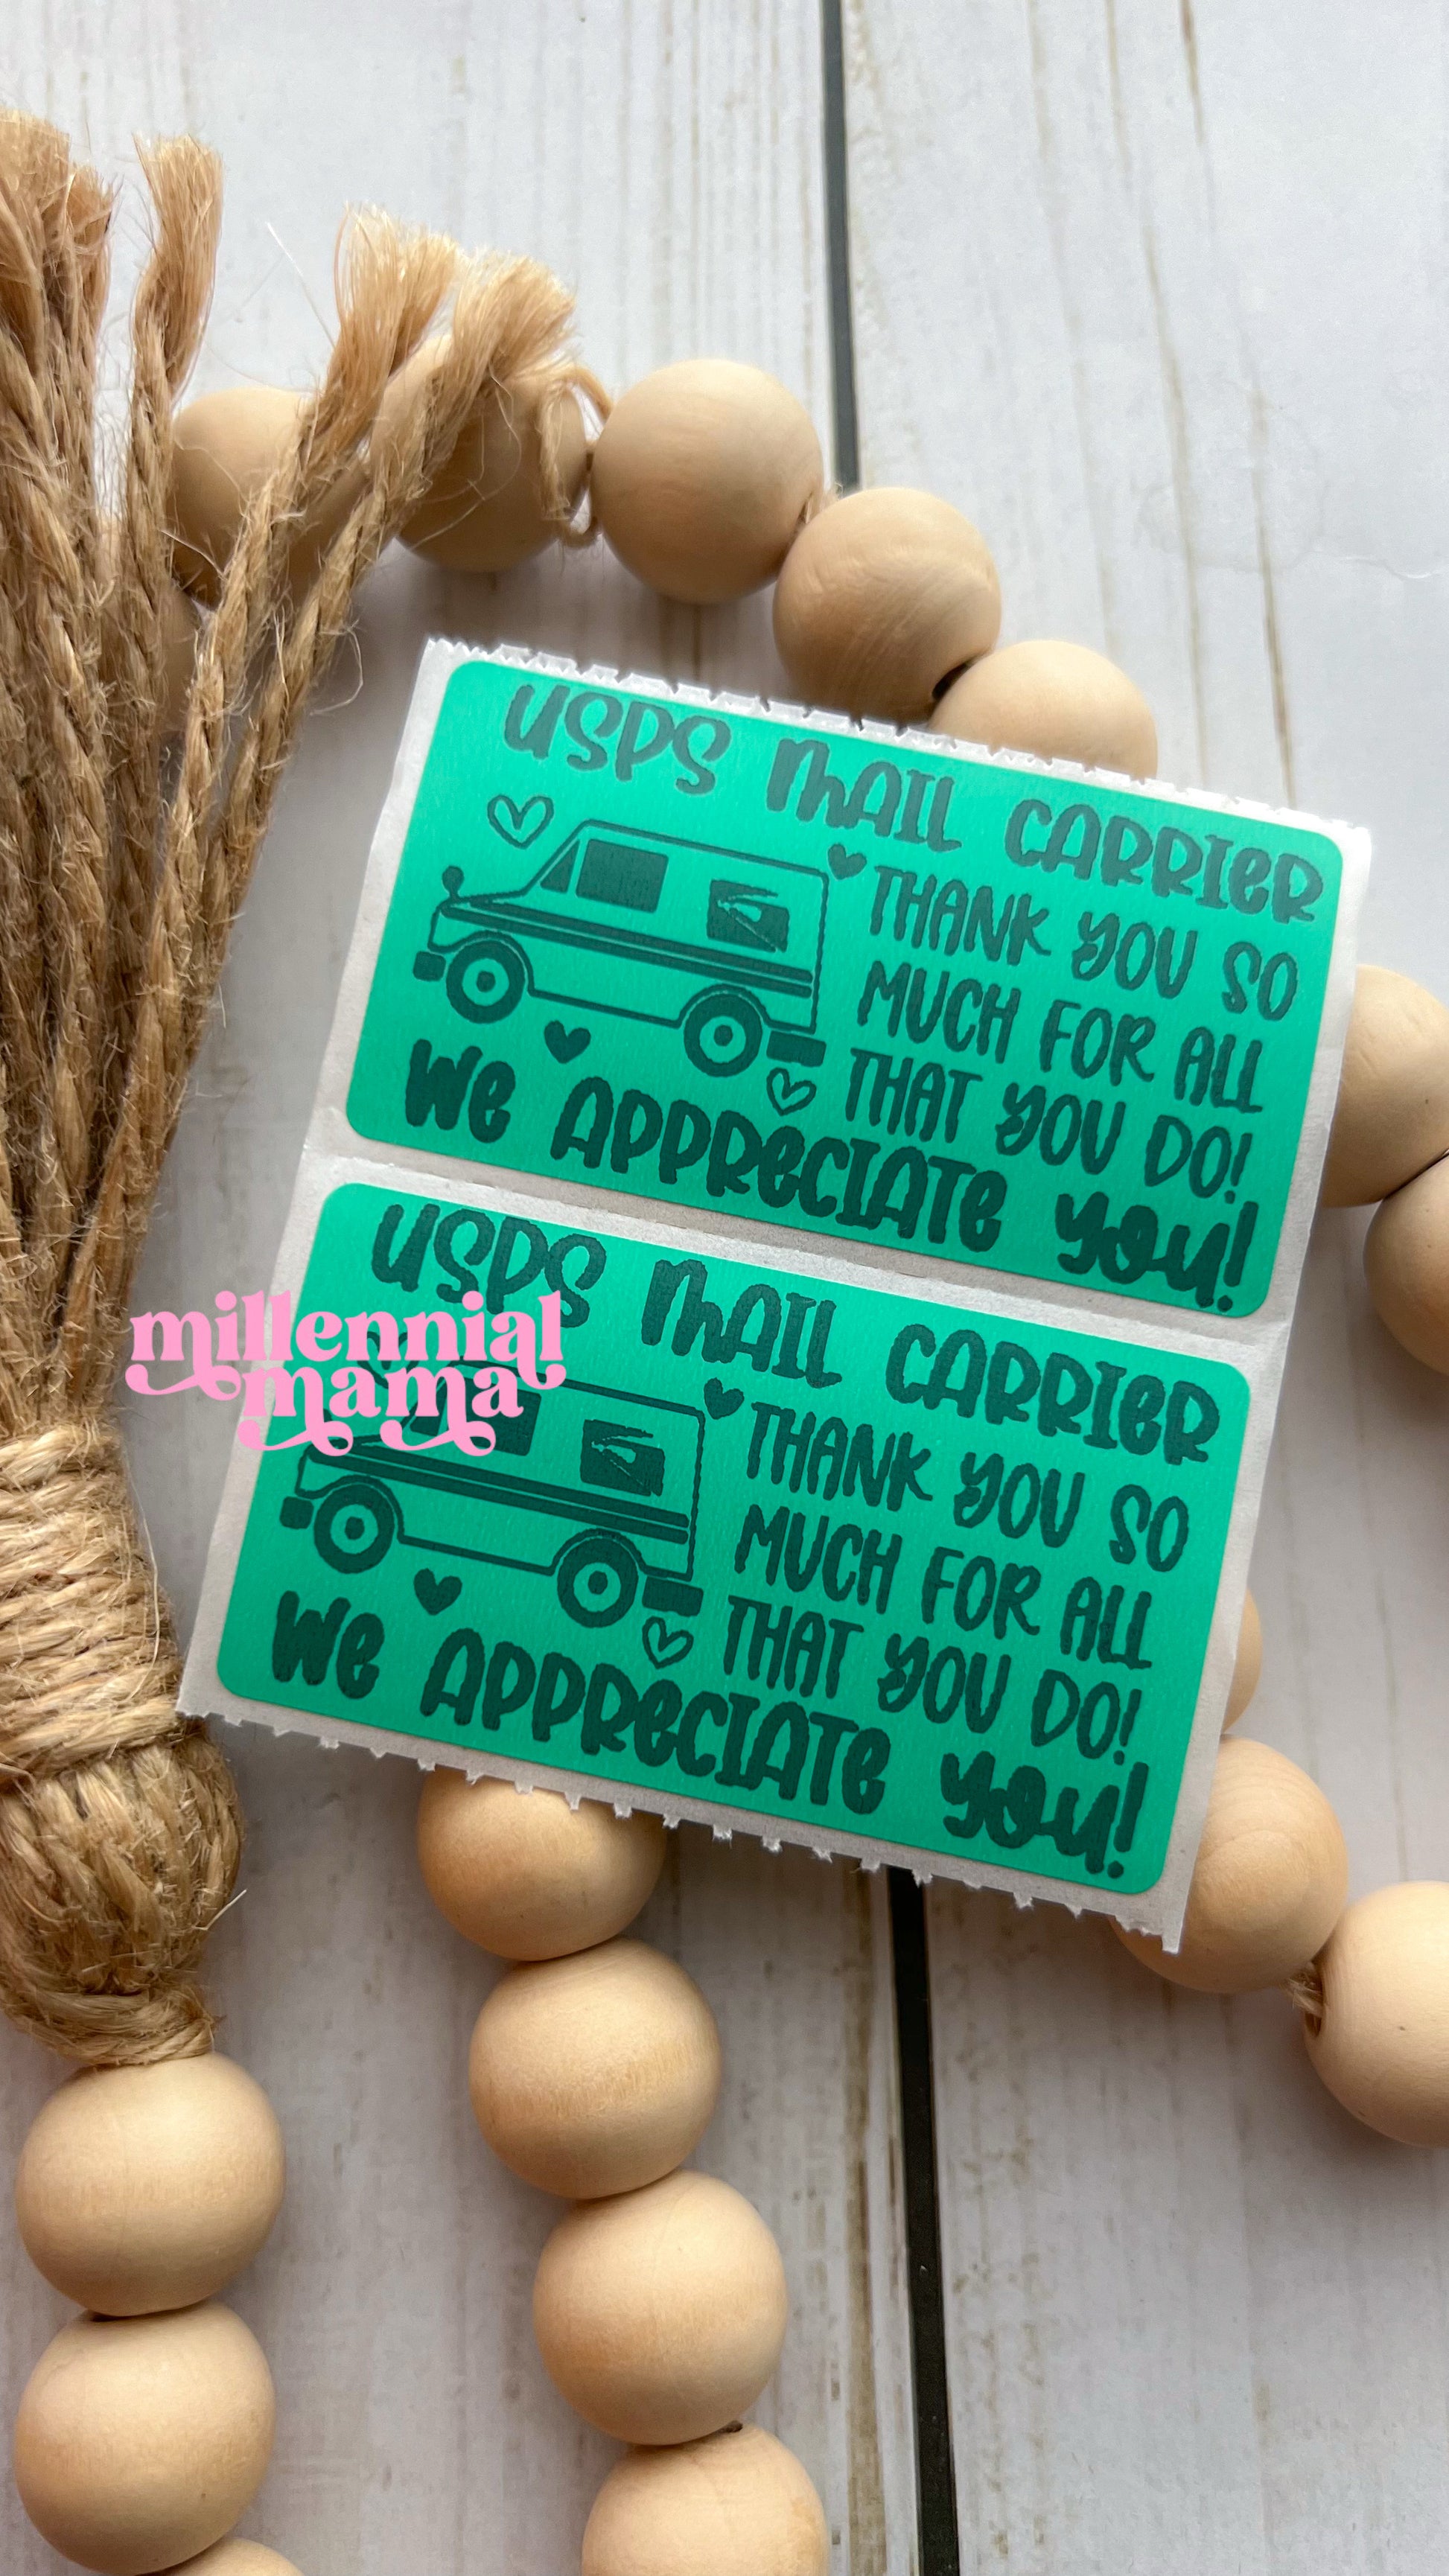 USPS MAIL CARRIER
THANK YOU SO
MUCH FOR ALL
THAT YOU DO!
We APPReCIATe you!
USPS MAIL CARRIER
millennial
mama
THANK YOU SO
MUCH FOR ALL
THAT YOU DO!
We APPReCIATe you!